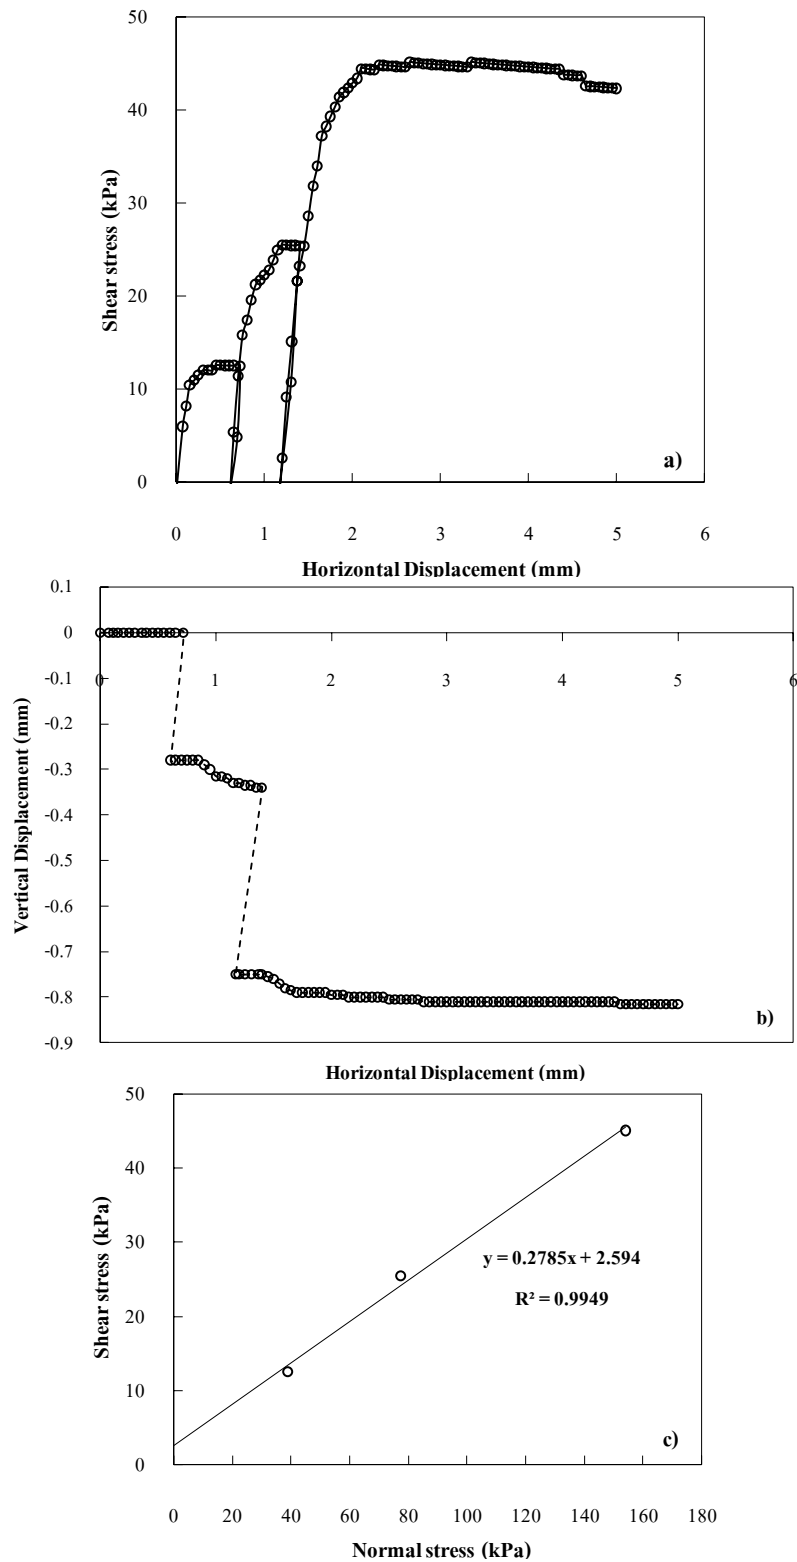 50
40
30
20
10
0
Shear stress (kPa)
a)
0 1 2 3 4 5 6
Horizontal Displacement (mm)
0.1
0
-0.1
-0.2
-0.3
-0.4
-0.5
-0.6
-0.7
-0.8
-0.9
0 1 2 3 4 5 6
Vertical Displacement (mm)
b)
Horizontal Displacement (mm)
50
40
30
20
10
0
Shear stress (kPa)
y = 0.2785x + 2.594
R² = 0.9949
c)
0 20 40 60 80 100 120 140 160 180
Normal stress (kPa)